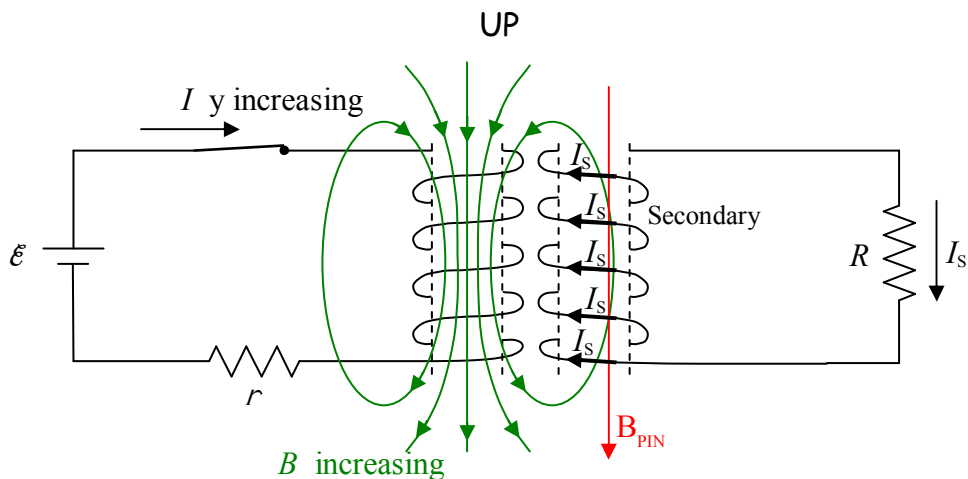 UP
I y increasing
I_S
I_S
Secondary
I_S
I_S
I_S
ℰ
R
I_S
r
B_PIN
B increasing